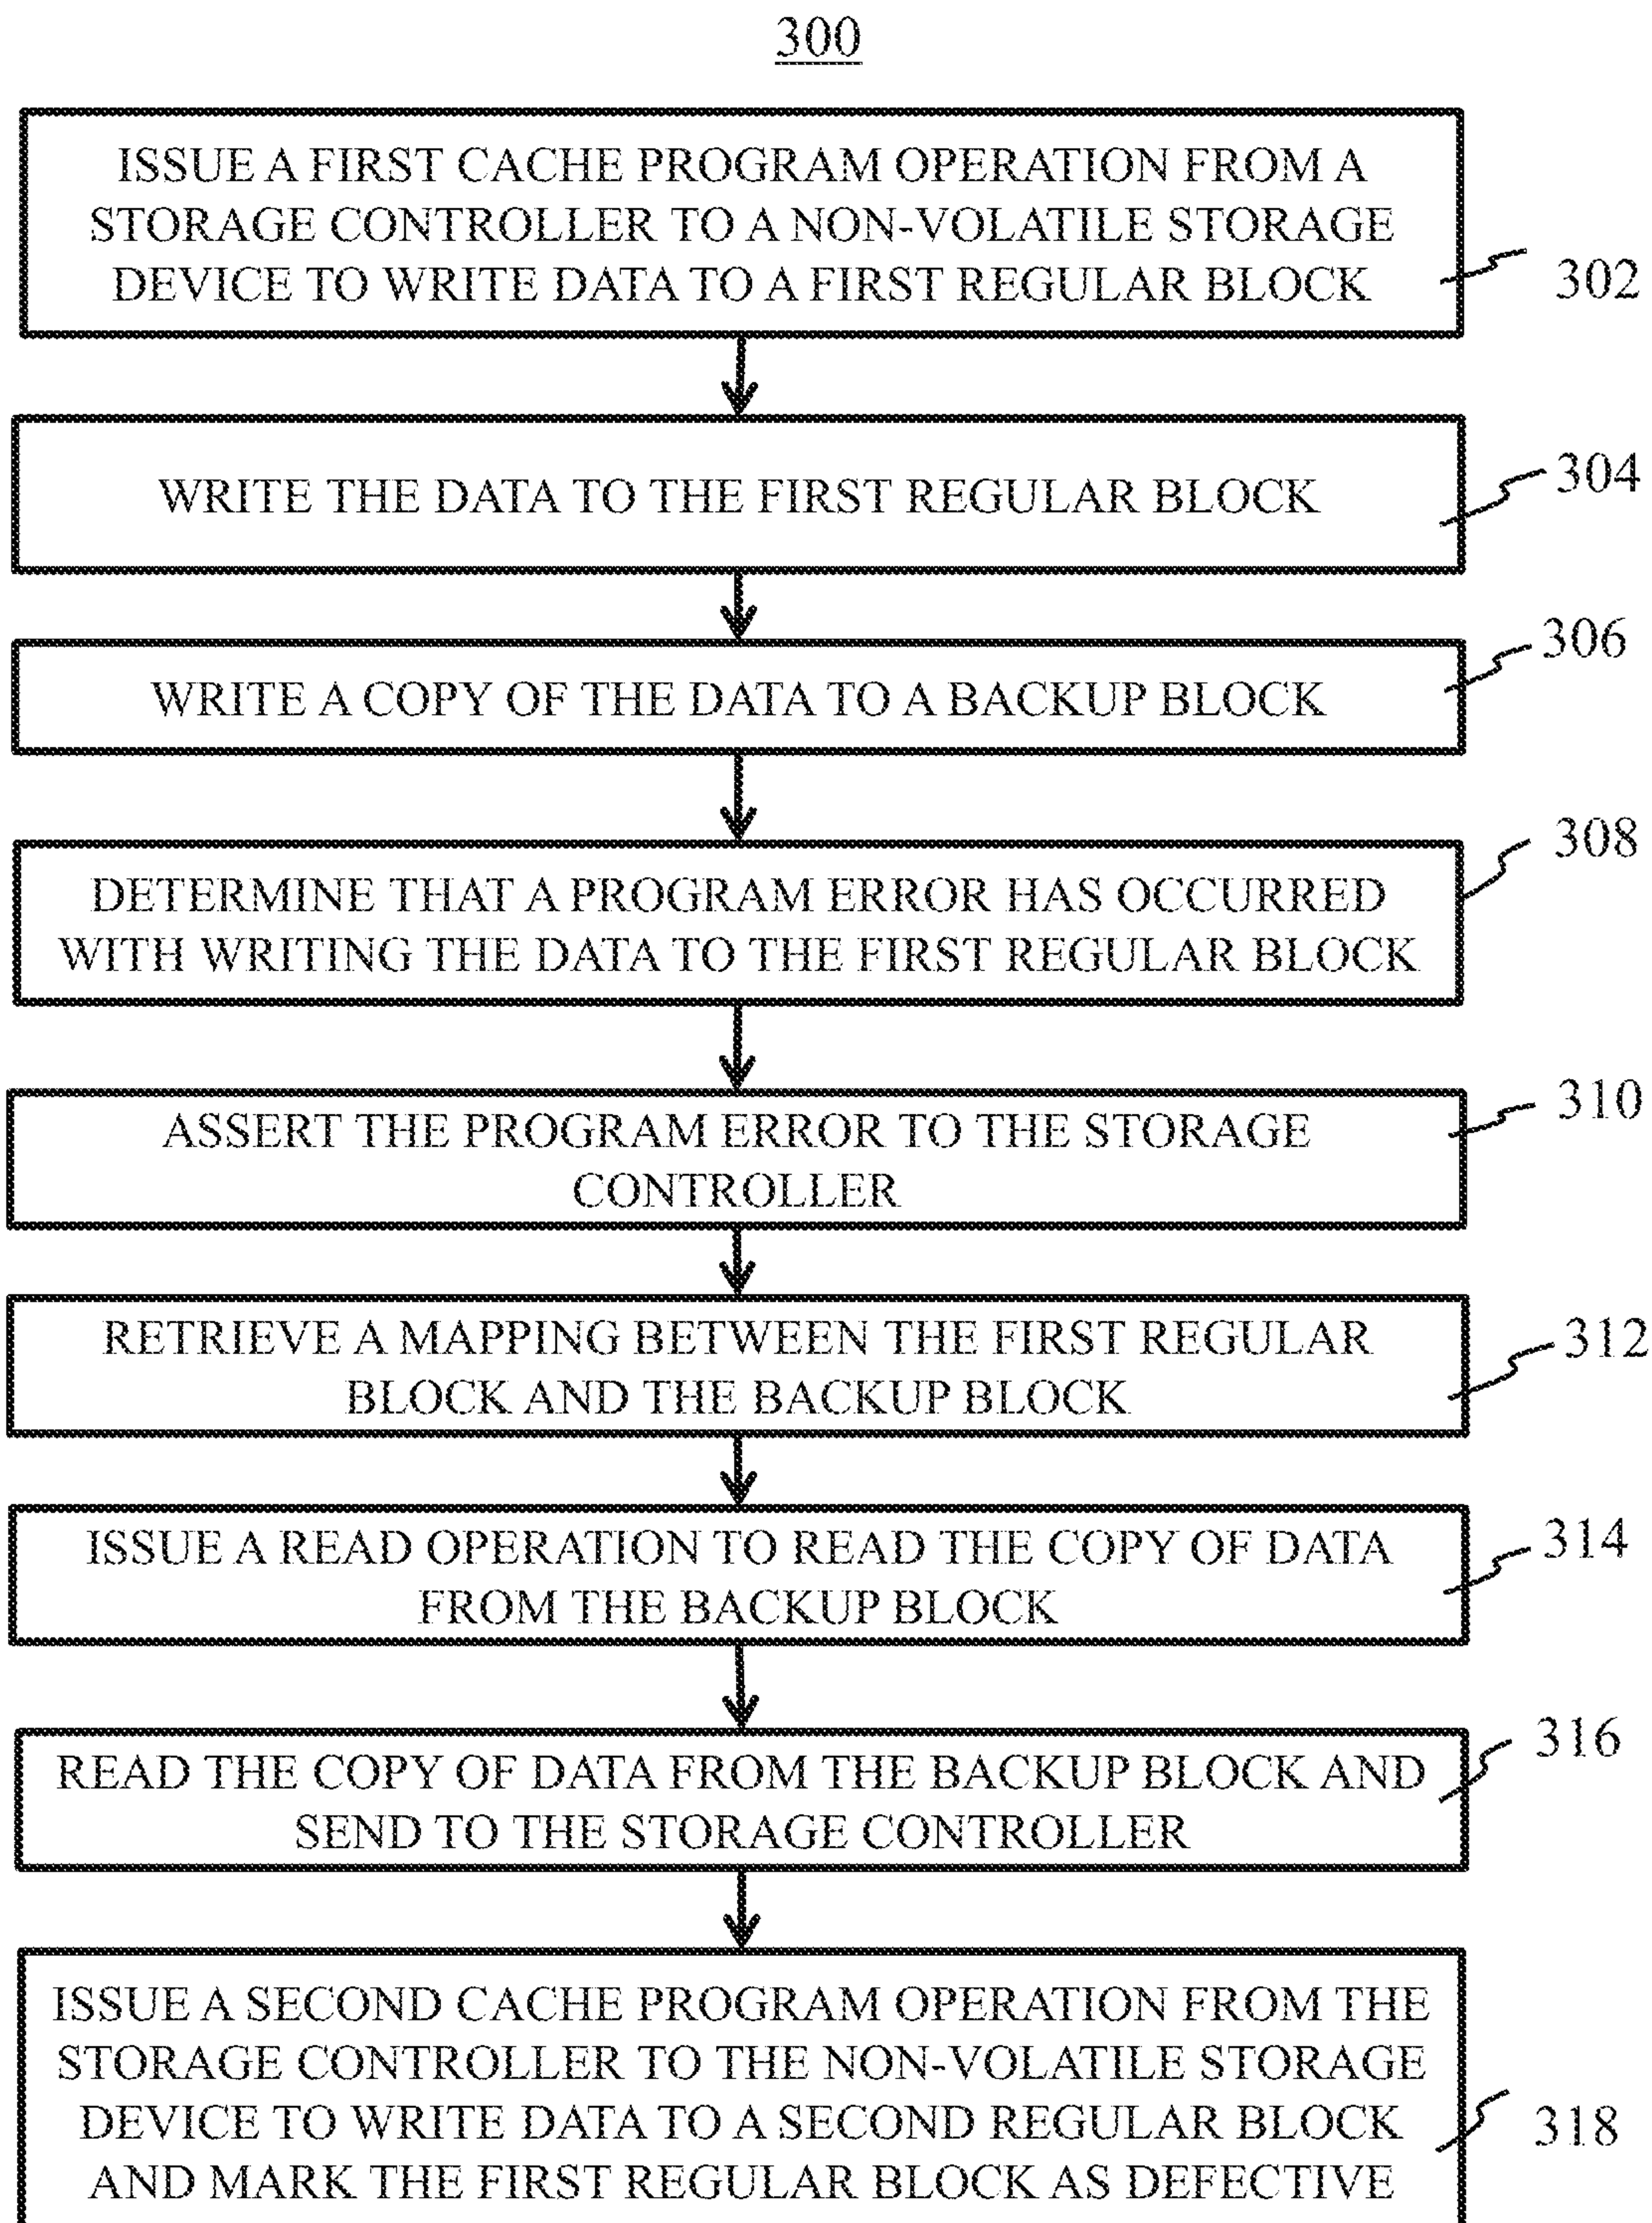 300
ISSUE A FIRST CACHE PROGRAM OPERATION FROM A
STORAGE CONTROLLER TO A NON-VOLATILE STORAGE
DEVICE TO WRITE DATA TO A FIRST REGULAR BLOCK
302
WRITE THE DATA TO THE FIRST REGULAR BLOCK
304
WRITE A COPY OF THE DATA TO A BACKUP BLOCK
306
DETERMINE THAT A PROGRAM ERROR HAS OCCURRED
WITH WRITING THE DATA TO THE FIRST REGULAR BLOCK
308
ASSERT THE PROGRAM ERROR TO THE STORAGE
CONTROLLER
310
RETRIEVE A MAPPING BETWEEN THE FIRST REGULAR
BLOCK AND THE BACKUP BLOCK
312
ISSUE A READ OPERATION TO READ THE COPY OF DATA
FROM THE BACKUP BLOCK
314
READ THE COPY OF DATA FROM THE BACKUP BLOCK AND
SEND TO THE STORAGE CONTROLLER
316
ISSUE A SECOND CACHE PROGRAM OPERATION FROM THE
STORAGE CONTROLLER TO THE NON-VOLATILE STORAGE
DEVICE TO WRITE DATA TO A SECOND REGULAR BLOCK
AND MARK THE FIRST REGULAR BLOCK AS DEFECTIVE
318